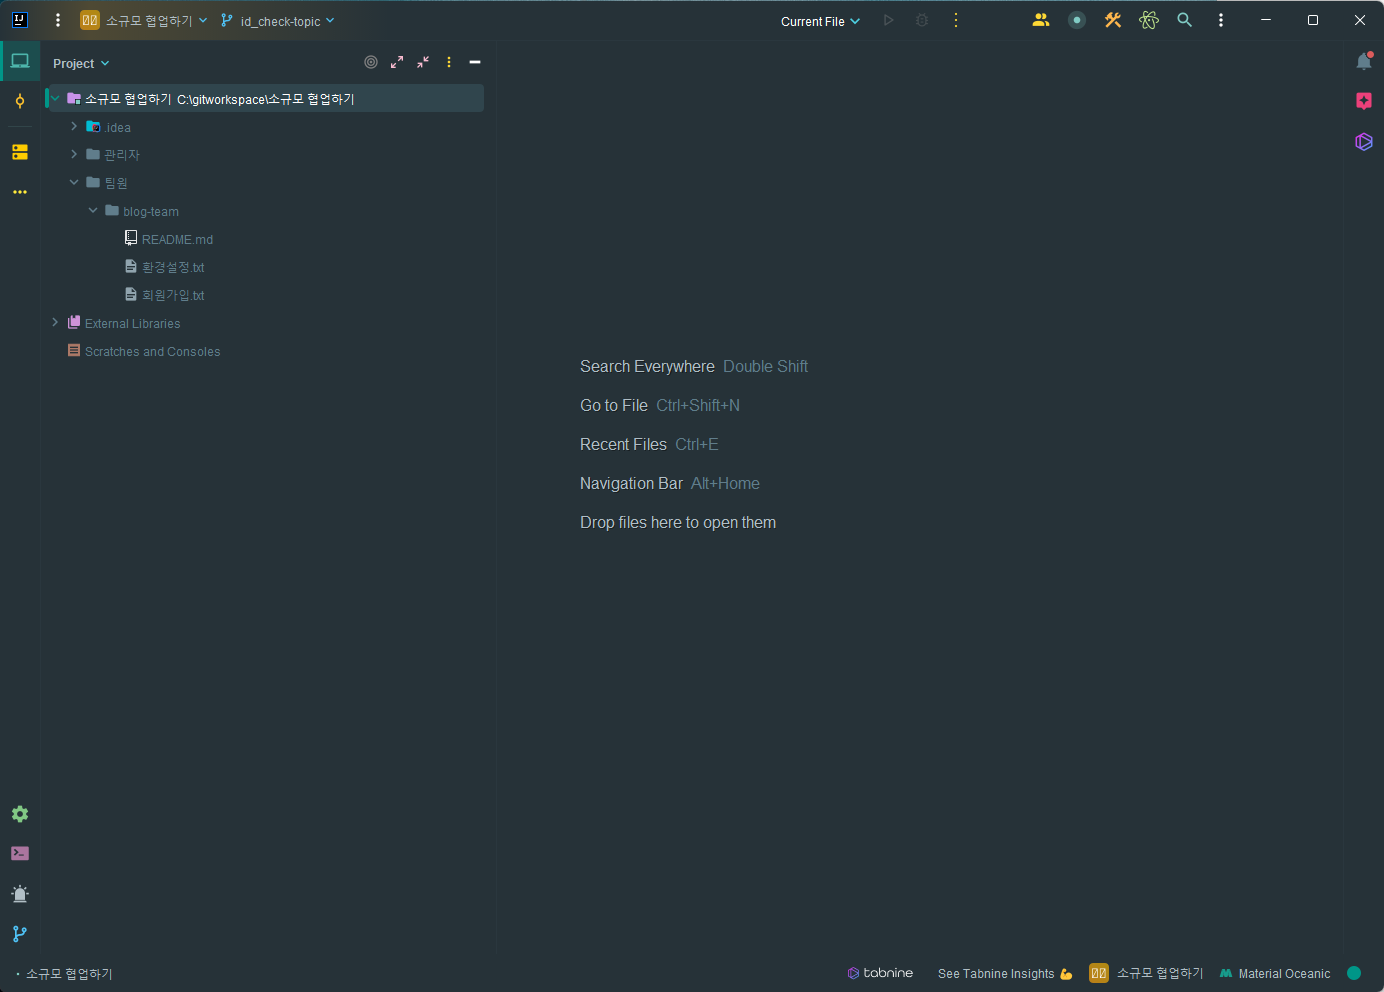 소규모 협업하기 id_check-topic Current File
Project
소규모 협업하기 C:\gitworkspace\소규모 협업하기
.idea
관리자
팀원
blog-team
README.md
환경설정.txt
회원가입.txt
External Libraries
Scratches and Consoles
Search Everywhere Double Shift
Go to File Ctrl+Shift+N
Recent Files Ctrl+E
Navigation Bar Alt+Home
Drop files here to open them
소규모 협업하기 tabnine See Tabnine Insights 💪 소규모 협업하기 Material Oceanic